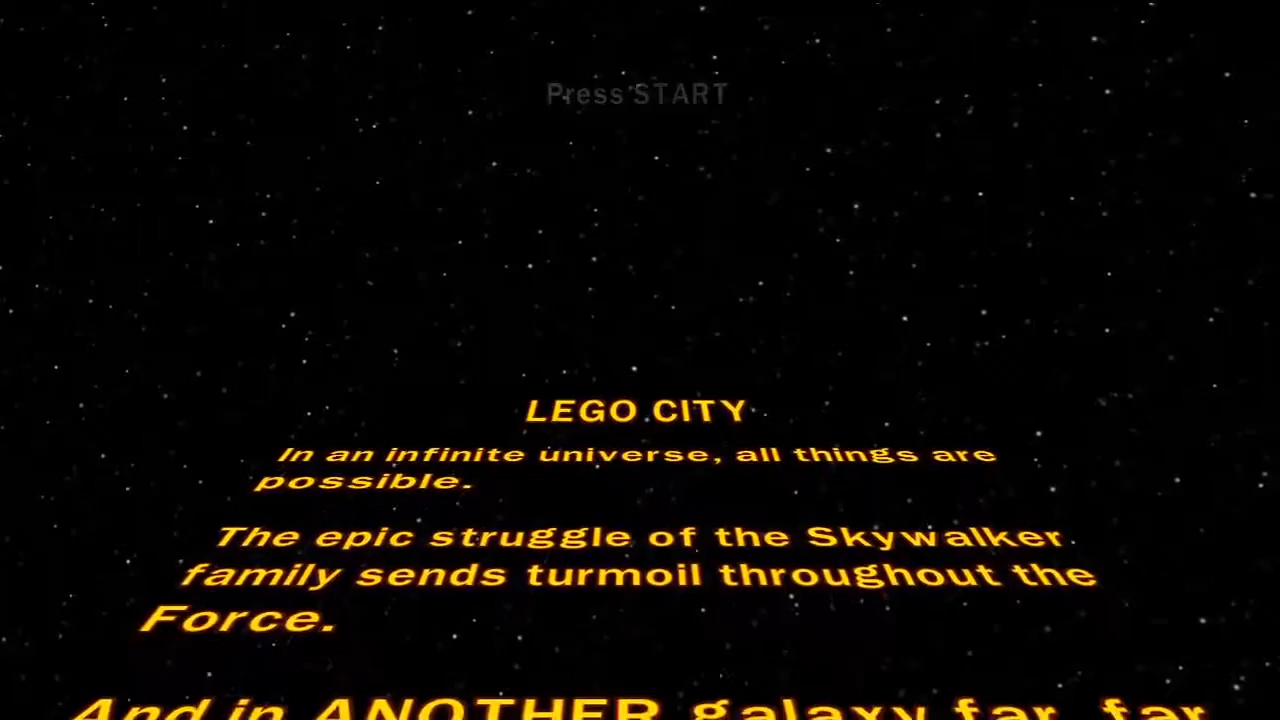 Press START
LEGO CITY
In an infinite universe, all things are
possible.
The epic struggle of the Skywalker
family sends turmoil throughout the
Force.
And in ANOTHER galaxy far, far